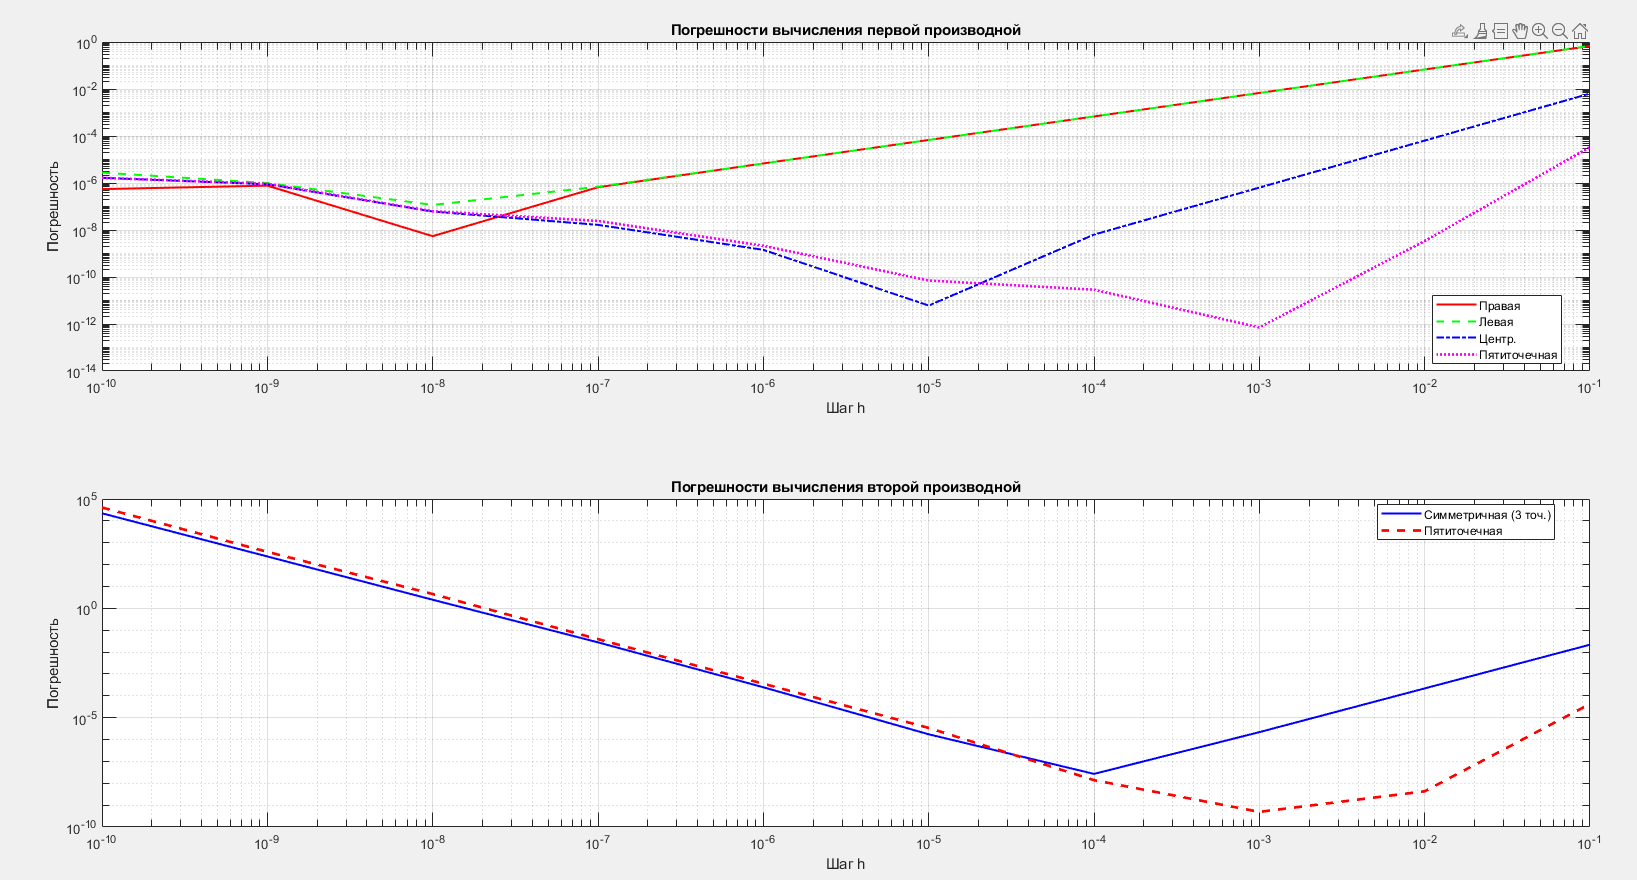 Погрешности вычисления первой производной
Погрешность
10^0
10^-2
10^-4
10^-6
10^-8
10^-10
10^-12
10^-14
Правая
Левая
Центр.
Пятиточечная
10^-10 10^-9 10^-8 10^-7 10^-6 10^-5 10^-4 10^-3 10^-2 10^-1
Шаг h
Погрешности вычисления второй производной
Погрешность
10^5
10^0
10^-5
10^-10
Симметричная (3 точ.)
Пятиточечная
10^-10 10^-9 10^-8 10^-7 10^-6 10^-5 10^-4 10^-3 10^-2 10^-1
Шаг h